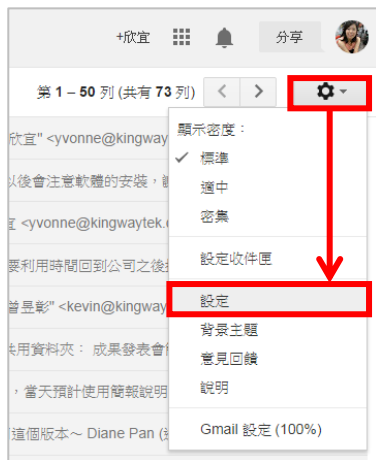 +欣宜
分享
第 1 – 50 列 (共有 73 列)
顯示密度：
✓ 標準
適中
密集
設定收件匣
設定
背景主題
意見回饋
說明
Gmail 設定 (100%)
欣宜" <yvonne@kingway
以後會注意軟體的安裝，
<yvonne@kingwaytek.
要利用時間回到公司之後
曾昱彰" <kevin@kingway
共用資料夾： 成果發表會
，當天預計使用簡報說明
這個版本～ Diane Pan (